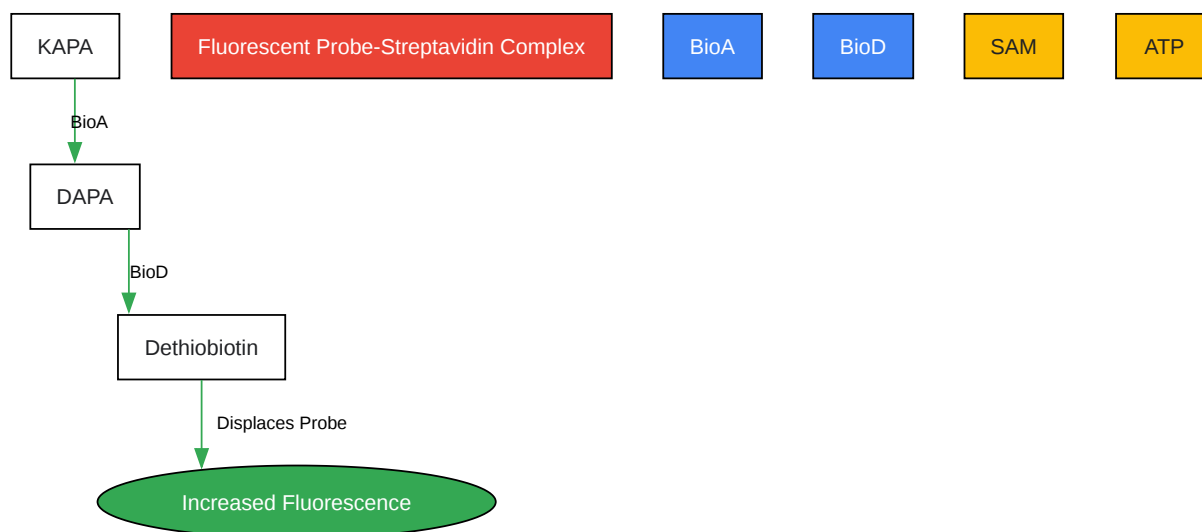 KAPA
Fluorescent Probe-Streptavidin Complex
BioA
BioD
SAM
ATP
BioA
DAPA
BioD
Dethiobiotin
Displaces Probe
Increased Fluorescence